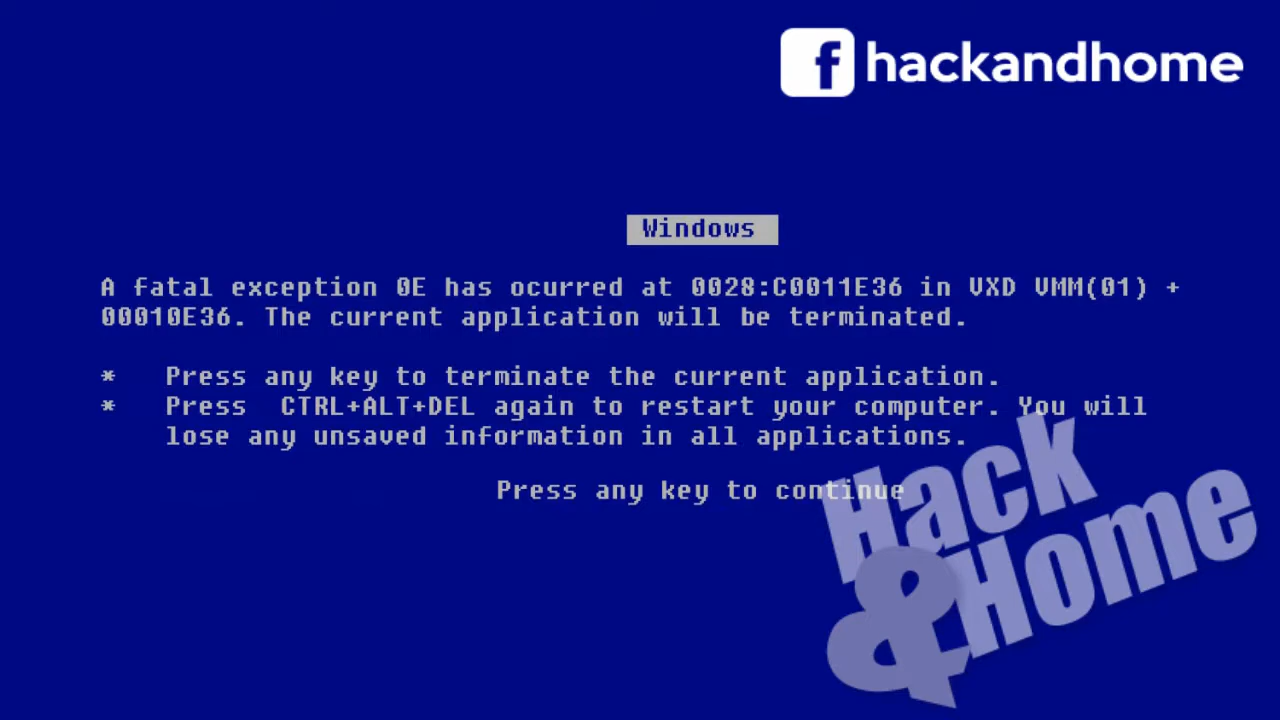 f hackandhome
Windows
A fatal exception 0E has ocurred at 0028:C0011E36 in VXD VMM(01) +
00010E36. The current application will be terminated.
* Press any key to terminate the current application.
* Press CTRL+ALT+DEL again to restart your computer. You will
lose any unsaved information in all applications.
Press any key to continue
Hack
&Home